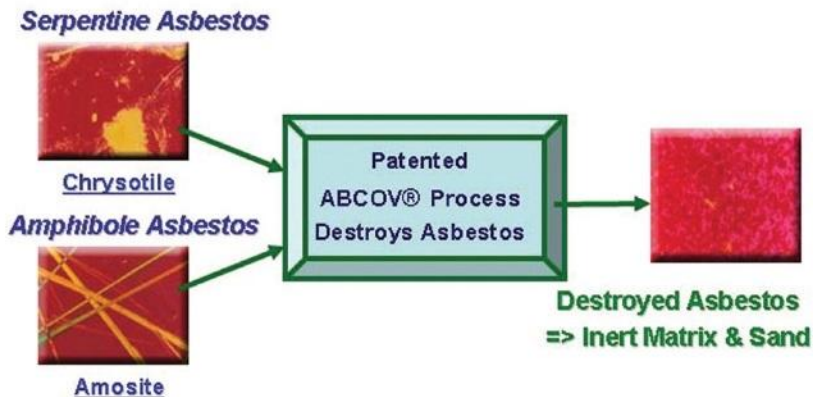 Serpentine Asbestos
Chrysotile
Amphibole Asbestos
Amosite
Patented
ABCOV® Process
Destroys Asbestos
Destroyed Asbestos
=> Inert Matrix & Sand